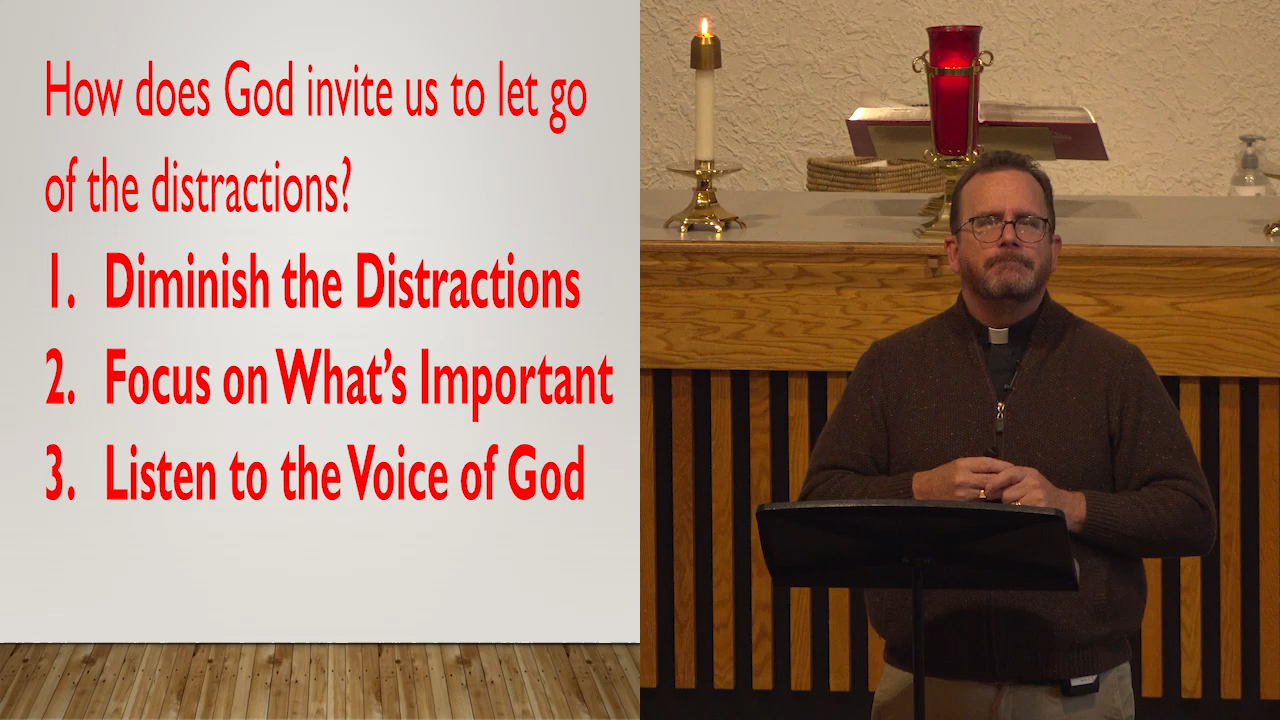 How does God invite us to let go
of the distractions?
1. Diminish the Distractions
2. Focus on What's Important
3. Listen to the Voice of God